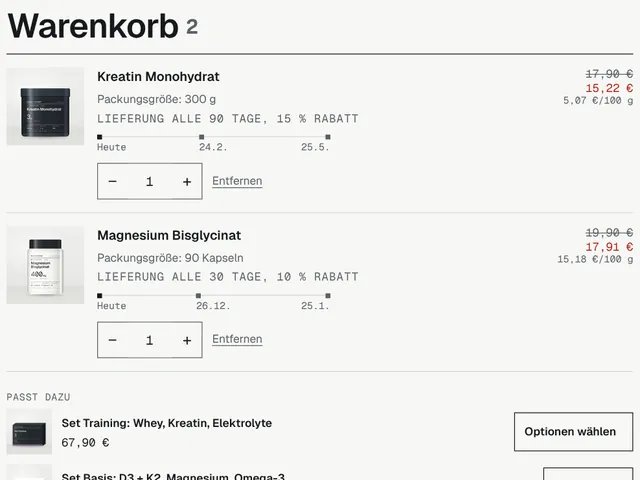 Warenkorb 2
Kreatin Monohydrat
17,90 €
Packungsgröße: 300 g
15,22 €
5,07 €/100 g
LIEFERUNG ALLE 90 TAGE, 15 % RABATT
Heute 24.2. 25.5.
− 1 + Entfernen
Magnesium Bisglycinat
19,90 €
Packungsgröße: 90 Kapseln
17,91 €
15,18 €/100 g
LIEFERUNG ALLE 30 TAGE, 10 % RABATT
Heute 26.12. 25.1.
− 1 + Entfernen
PASST DAZU
Set Training: Whey, Kreatin, Elektrolyte
67,90 €
Optionen wählen
Set Basis: D3 + K2, Magnesium, Omega-3